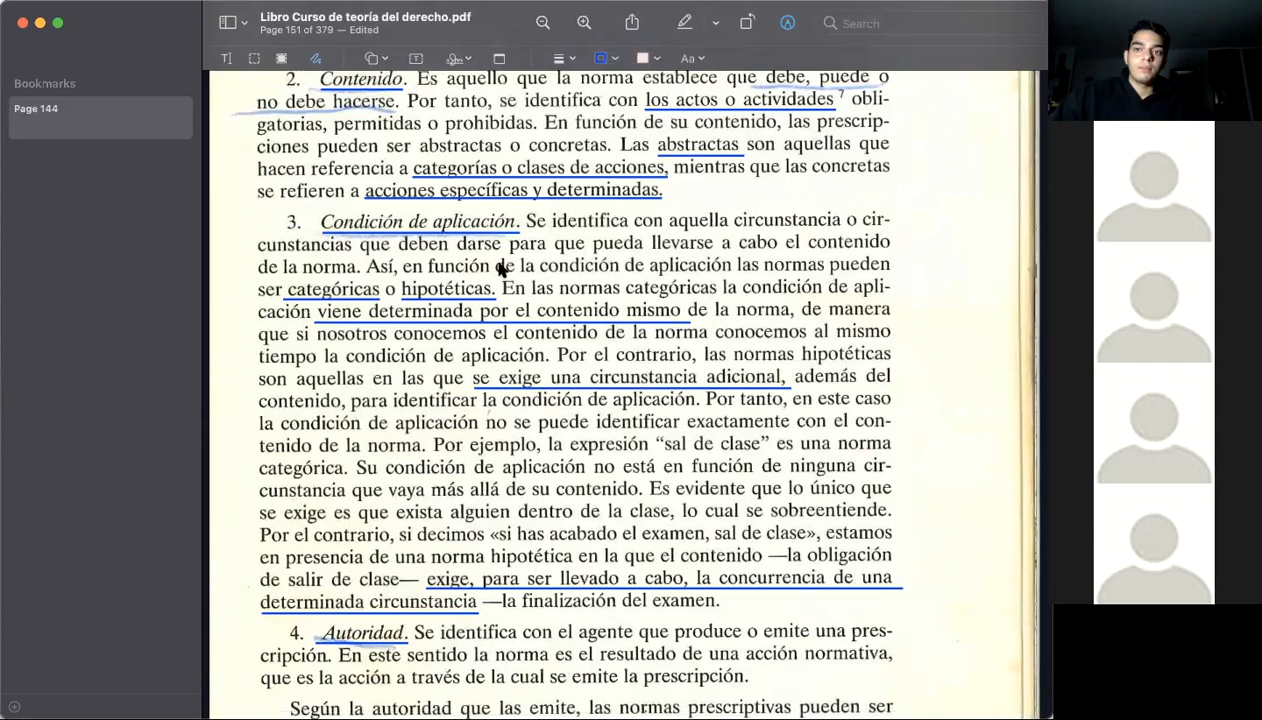 Libro Curso de teoría del derecho.pdf
Page 151 of 379 — Edited
Search
Bookmarks
Page 144
Aa
2. Contenido. Es aquello que la norma establece que debe, puede o
no debe hacerse. Por tanto, se identifica con los actos o actividades 7 obli-
gatorias, permitidas o prohibidas. En función de su contenido, las prescrip-
ciones pueden ser abstractas o concretas. Las abstractas son aquellas que
hacen referencia a categorías o clases de acciones, mientras que las concretas
se refieren a acciones específicas y determinadas.
3. Condición de aplicación. Se identifica con aquella circunstancia o cir-
cunstancias que deben darse para que pueda llevarse a cabo el contenido
de la norma. Así, en función de la condición de aplicación las normas pueden
ser categóricas o hipotéticas. En las normas categóricas la condición de apli-
cación viene determinada por el contenido mismo de la norma, de manera
que si nosotros conocemos el contenido de la norma conocemos al mismo
tiempo la condición de aplicación. Por el contrario, las normas hipotéticas
son aquellas en las que se exige una circunstancia adicional, además del
contenido, para identificar la condición de aplicación. Por tanto, en este caso
la condición de aplicación no se puede identificar exactamente con el con-
tenido de la norma. Por ejemplo, la expresión “sal de clase” es una norma
categórica. Su condición de aplicación no está en función de ninguna cir-
cunstancia que vaya más allá de su contenido. Es evidente que lo único que
se exige es que exista alguien dentro de la clase, lo cual se sobreentiende.
Por el contrario, si decimos «si has acabado el examen, sal de clase», estamos
en presencia de una norma hipotética en la que el contenido —la obligación
de salir de clase— exige, para ser llevado a cabo, la concurrencia de una
determinada circunstancia —la finalización del examen.
4. Autoridad. Se identifica con el agente que produce o emite una pres-
cripción. En este sentido la norma es el resultado de una acción normativa,
que es la acción a través de la cual se emite la prescripción.
Según la autoridad que las emite, las normas prescriptivas pueden ser